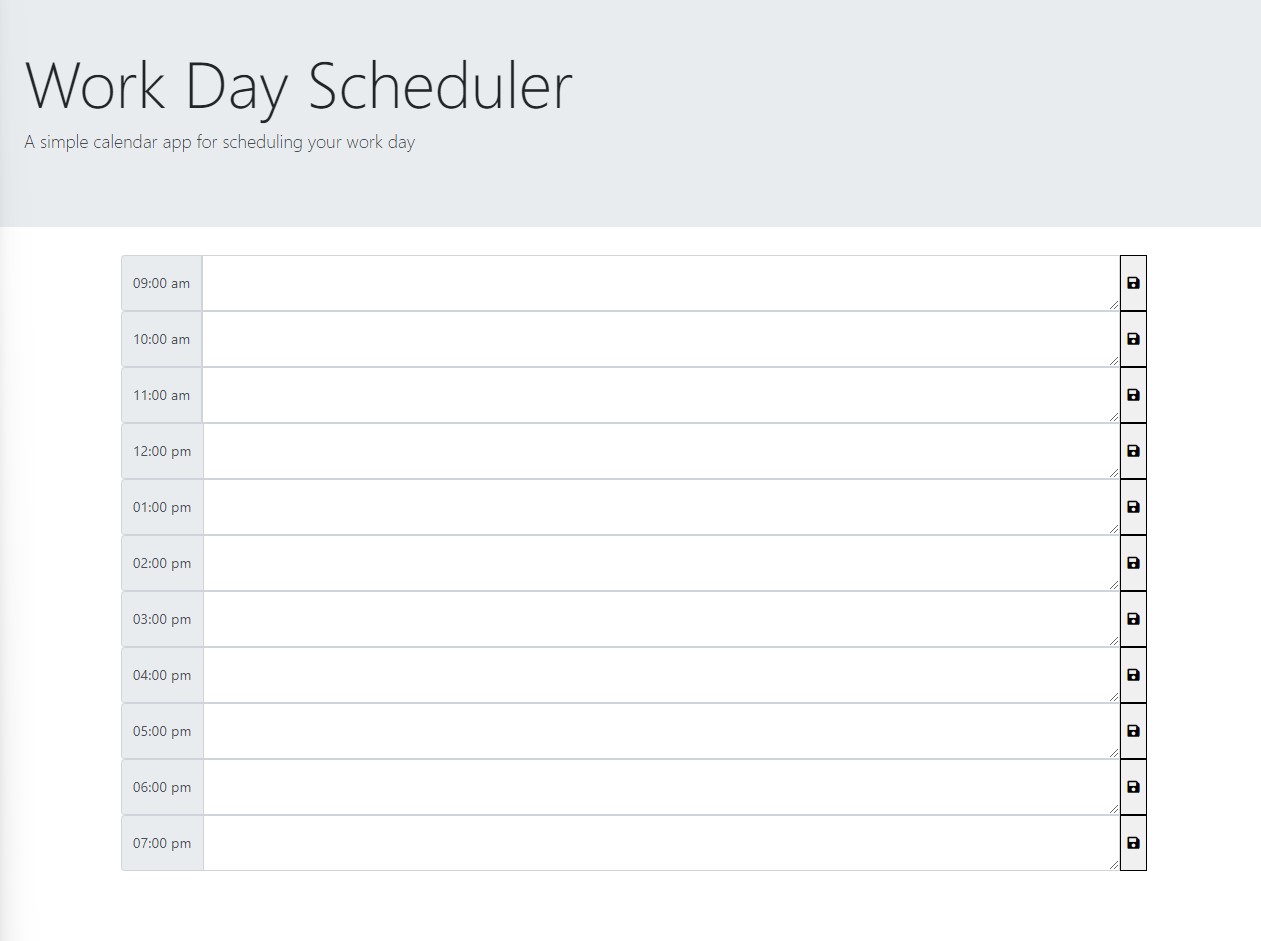 Work Day Scheduler
A simple calendar app for scheduling your work day
09:00 am
10:00 am
11:00 am
12:00 pm
01:00 pm
02:00 pm
03:00 pm
04:00 pm
05:00 pm
06:00 pm
07:00 pm